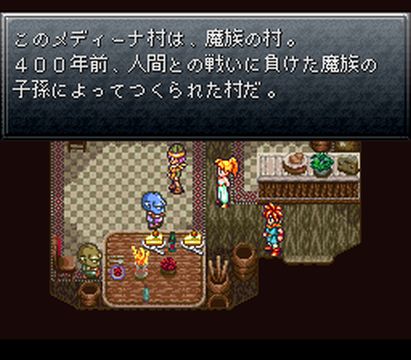 このメディーナ村は、魔族の村。
４００年前、人間との戦いに負けた魔族の
子孫によってつくられた村だ。